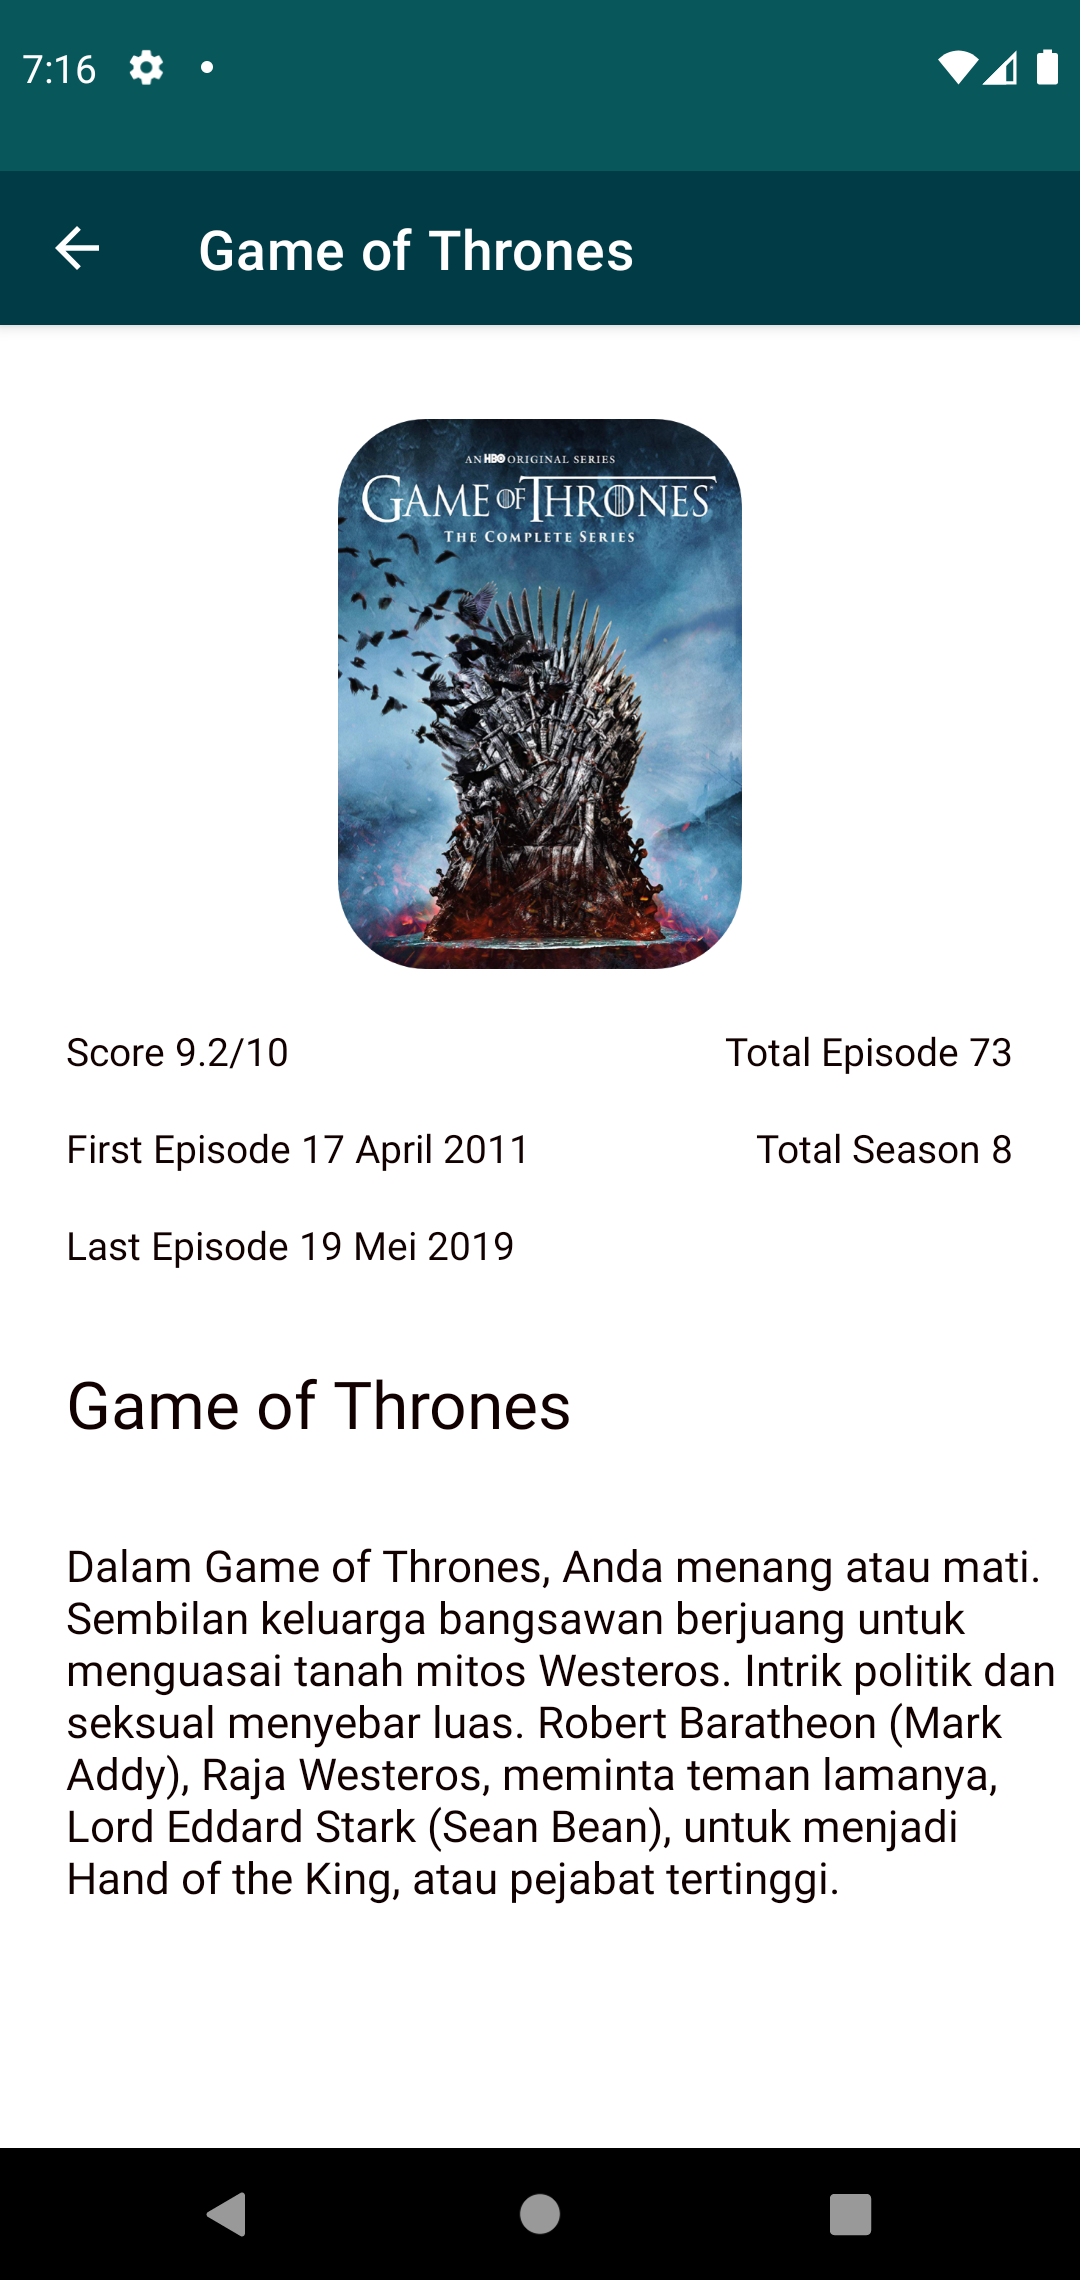 7:16
Game of Thrones
AN HBO ORIGINAL SERIES
GAME OF THRONES
THE COMPLETE SERIES
Score 9.2/10
Total Episode 73
First Episode 17 April 2011
Total Season 8
Last Episode 19 Mei 2019
Game of Thrones
Dalam Game of Thrones, Anda menang atau mati.
Sembilan keluarga bangsawan berjuang untuk
menguasai tanah mitos Westeros. Intrik politik dan
seksual menyebar luas. Robert Baratheon (Mark
Addy), Raja Westeros, meminta teman lamanya,
Lord Eddard Stark (Sean Bean), untuk menjadi
Hand of the King, atau pejabat tertinggi.